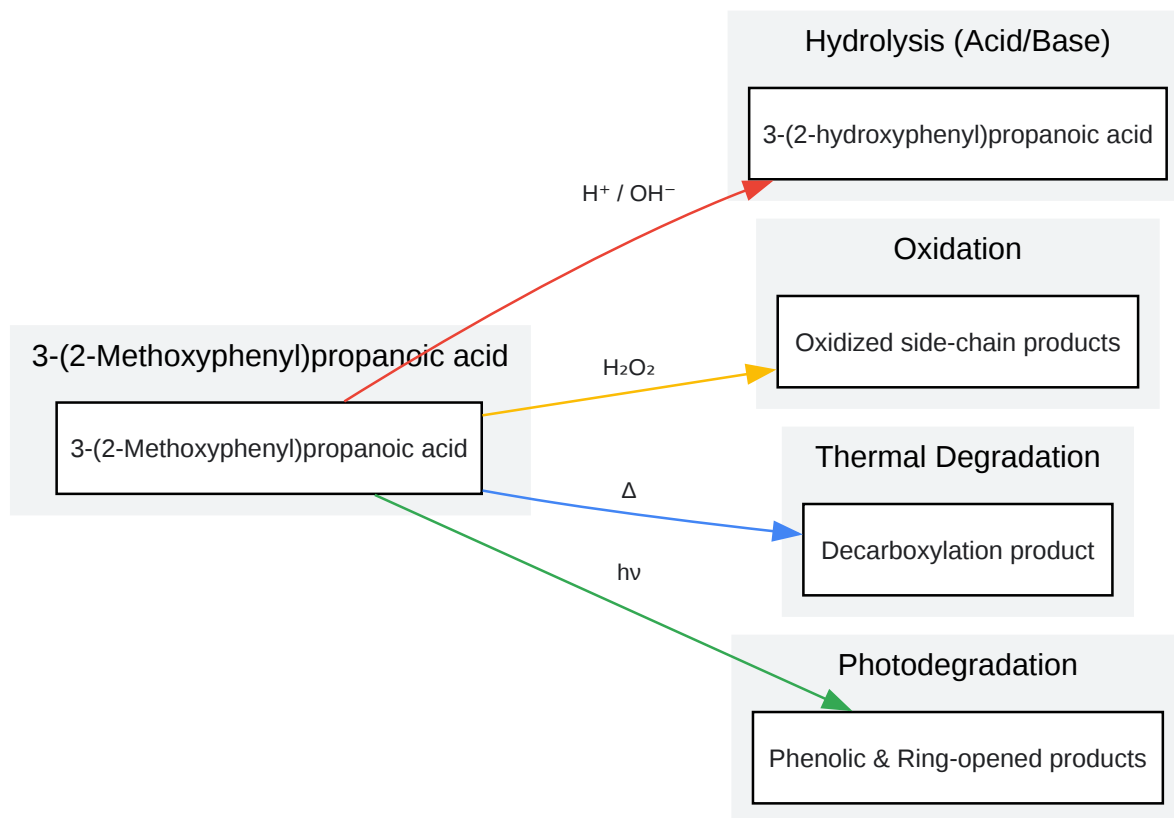 Hydrolysis (Acid/Base)
3-(2-hydroxyphenyl)propanoic acid
H⁺ / OH⁻
Oxidation
Oxidized side-chain products
H₂O₂
3-(2-Methoxyphenyl)propanoic acid
3-(2-Methoxyphenyl)propanoic acid
Thermal Degradation
Δ
Decarboxylation product
hν
Photodegradation
Phenolic & Ring-opened products